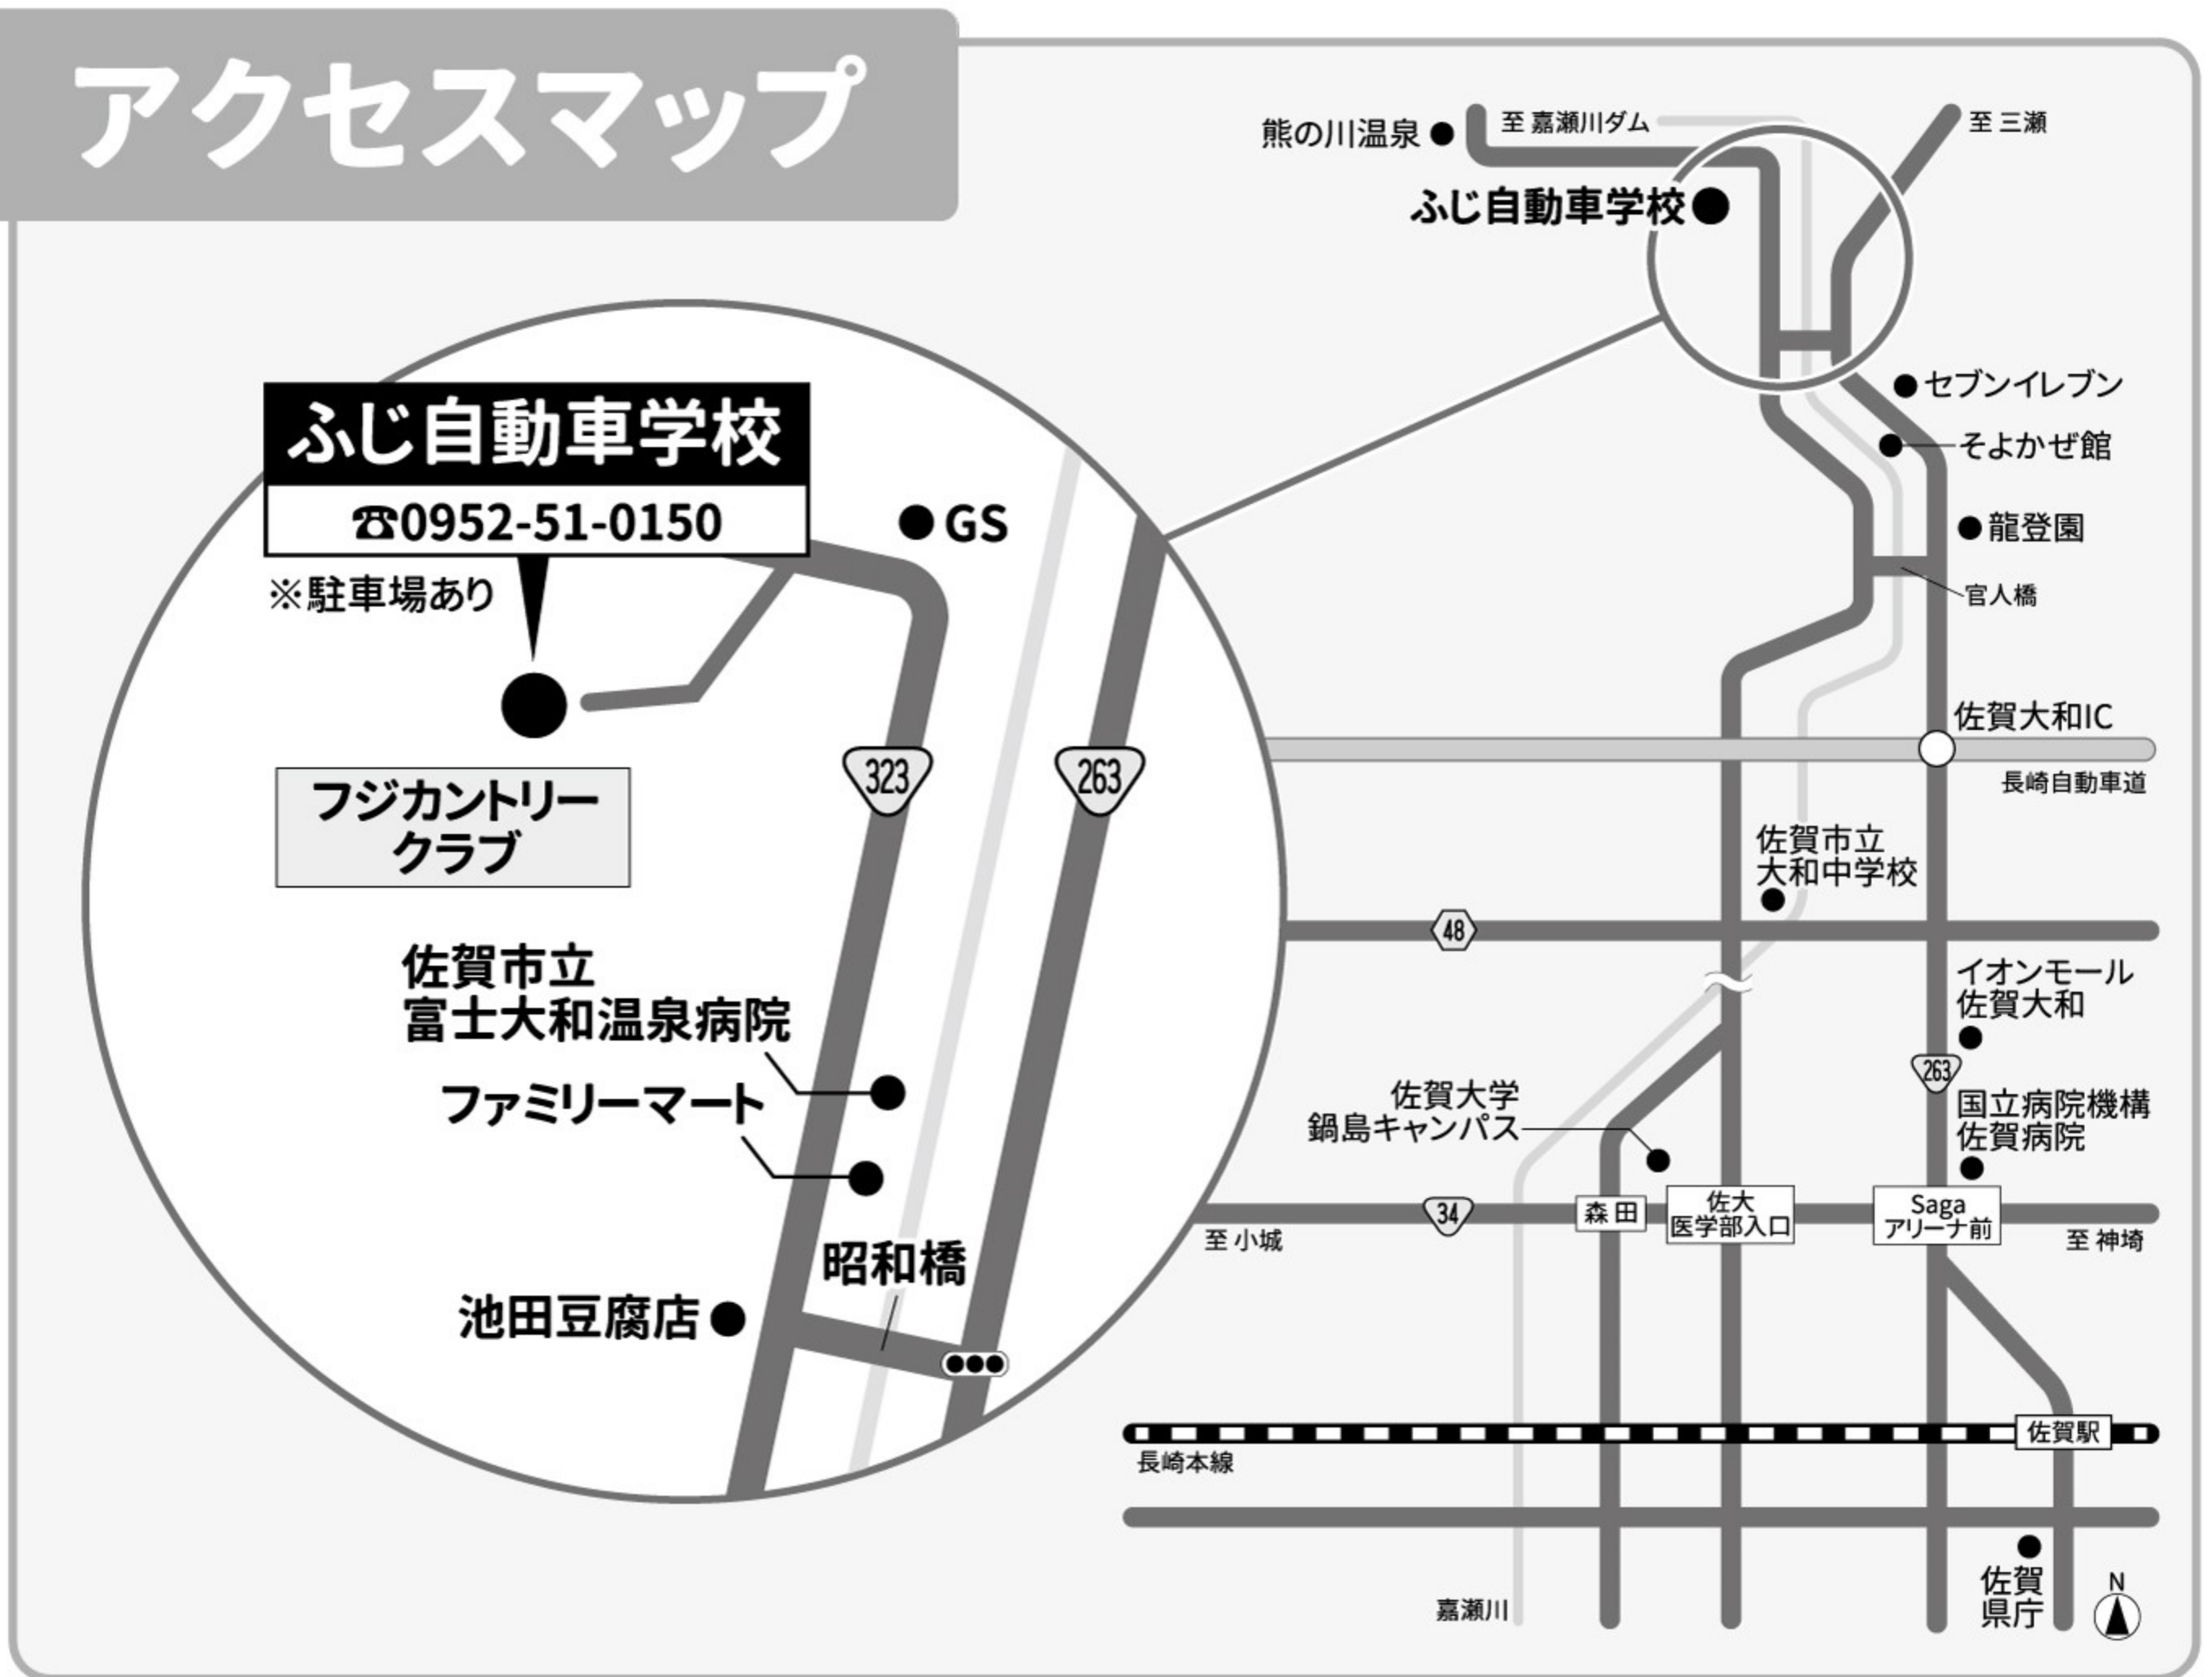 アクセスマップ
熊の川温泉
至 嘉瀬川ダム
至 三瀬
ふじ自動車学校
セブンイレブン
そよかぜ館
龍登園
官人橋
ふじ自動車学校
☎0952-51-0150
※駐車場あり
GS
フジカントリー
クラブ
323
263
佐賀市立
富士大和温泉病院
ファミリーマート
昭和橋
池田豆腐店
佐賀大和IC
長崎自動車道
佐賀市立
大和中学校
48
イオンモール
佐賀大和
263
佐賀大学
鍋島キャンパス
国立病院機構
佐賀病院
34
森田
佐大
医学部入口
Saga
アリーナ前
至 小城
至 神埼
佐賀駅
長崎本線
佐賀
県庁
嘉瀬川
N